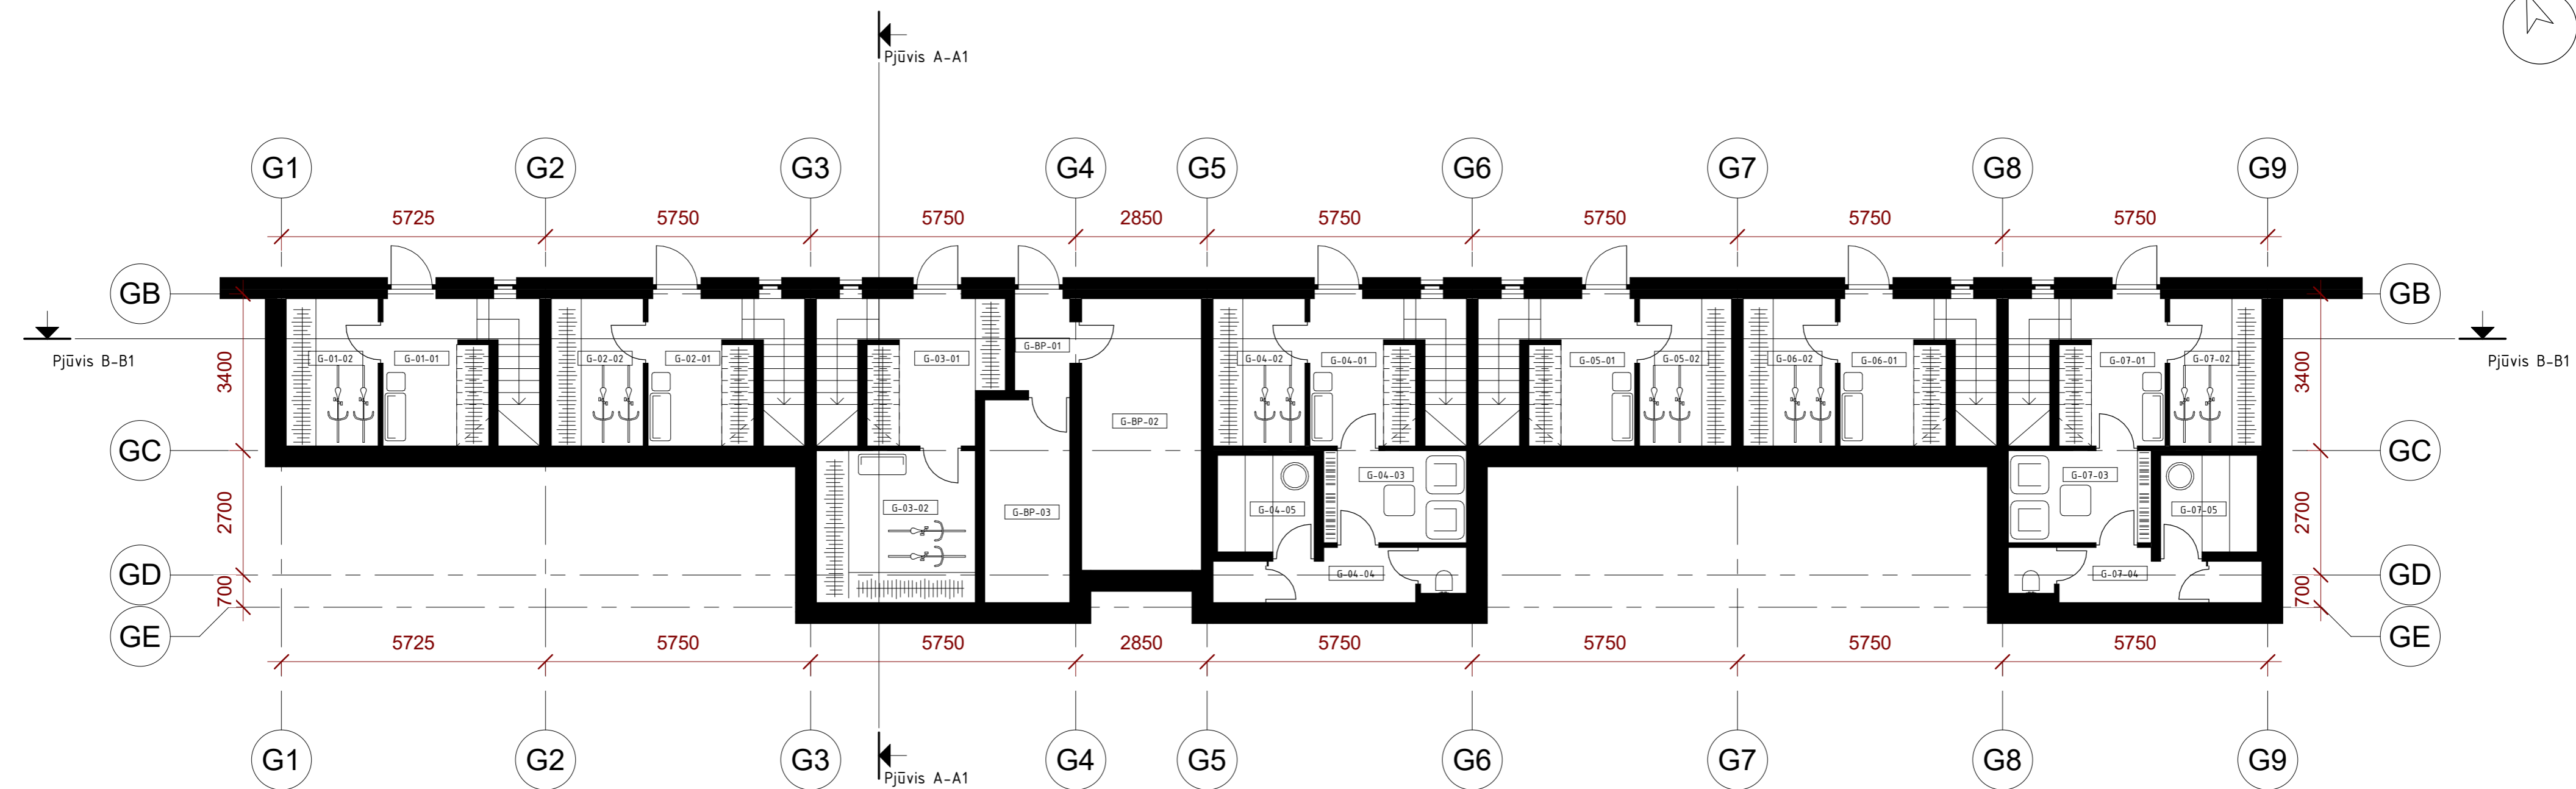 Pjūvis A-A1
G1 G2 G3 G4 G5 G6 G7 G8 G9
5725 5750 5750 2850 5750 5750 5750 5750
GB GB
Pjūvis B-B1 Pjūvis B-B1
G-BP-01
G-01-02 G-01-01 G-02-02 G-02-01 G-03-01 G-04-02 G-04-01 G-05-01 G-05-02 G-06-02 G-06-01 G-07-01 G-07-02
3400 3400
G-BP-02
GC GC
G-04-03 G-07-03
G-03-02 G-BP-03 G-04-05 G-07-05
2700 2700
GD G-04-04 G-07-04 GD
700 700
GE GE
5725 5750 5750 2850 5750 5750 5750 5750
G1 G2 G3 G4 G5 G6 G7 G8 G9
Pjūvis A-A1